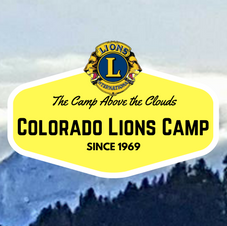 LIONS
L
INTERNATIONAL
The Camp Above the Clouds
COLORADO LIONS CAMP
SINCE 1969